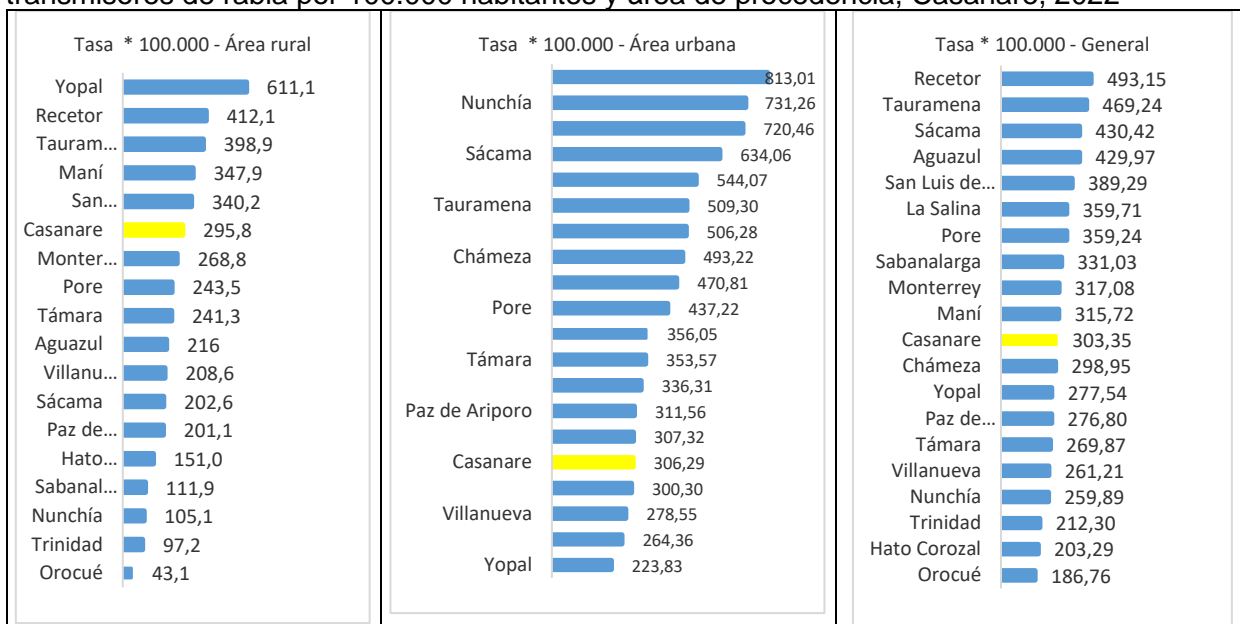 transmisores de rabia por 100.000 habitantes y área de procedencia, Casanare, 2022
Tasa * 100.000 - Área rural
Yopal 611,1
Recetor 412,1
Tauram... 398,9
Maní 347,9
San... 340,2
Casanare 295,8
Monter... 268,8
Pore 243,5
Támara 241,3
Aguazul 216
Villanu... 208,6
Sácama 202,6
Paz de... 201,1
Hato... 151,0
Sabanal... 111,9
Nunchía 105,1
Trinidad 97,2
Orocué 43,1
Tasa * 100.000 - Área urbana
813,01
Nunchía 731,26
720,46
Sácama 634,06
544,07
Tauramena 509,30
506,28
Chámeza 493,22
470,81
Pore 437,22
356,05
Támara 353,57
336,31
Paz de Ariporo 311,56
307,32
Casanare 306,29
300,30
Villanueva 278,55
264,36
Yopal 223,83
Tasa * 100.000 - General
Recetor 493,15
Tauramena 469,24
Sácama 430,42
Aguazul 429,97
San Luis de... 389,29
La Salina 359,71
Pore 359,24
Sabanalarga 331,03
Monterrey 317,08
Maní 315,72
Casanare 303,35
Chámeza 298,95
Yopal 277,54
Paz de... 276,80
Támara 269,87
Villanueva 261,21
Nunchía 259,89
Trinidad 212,30
Hato Corozal 203,29
Orocué 186,76